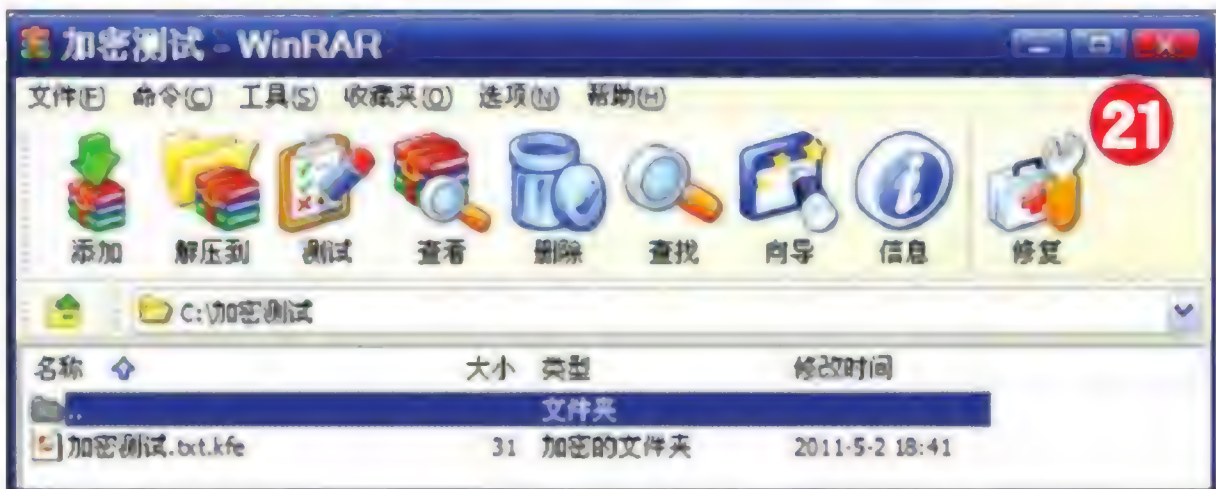 加密测试 - WinRAR
文件(F) 命令(C) 工具(S) 收藏夹(O) 选项(N) 帮助(H)
21
添加 解压到 测试 查看 删除 查找 向导 信息 修复
C:\加密测试
名称 大小 类型 修改时间
.. 文件夹
加密测试.txt.kfe 31 加密的文件夹 2011-5-2 18:41